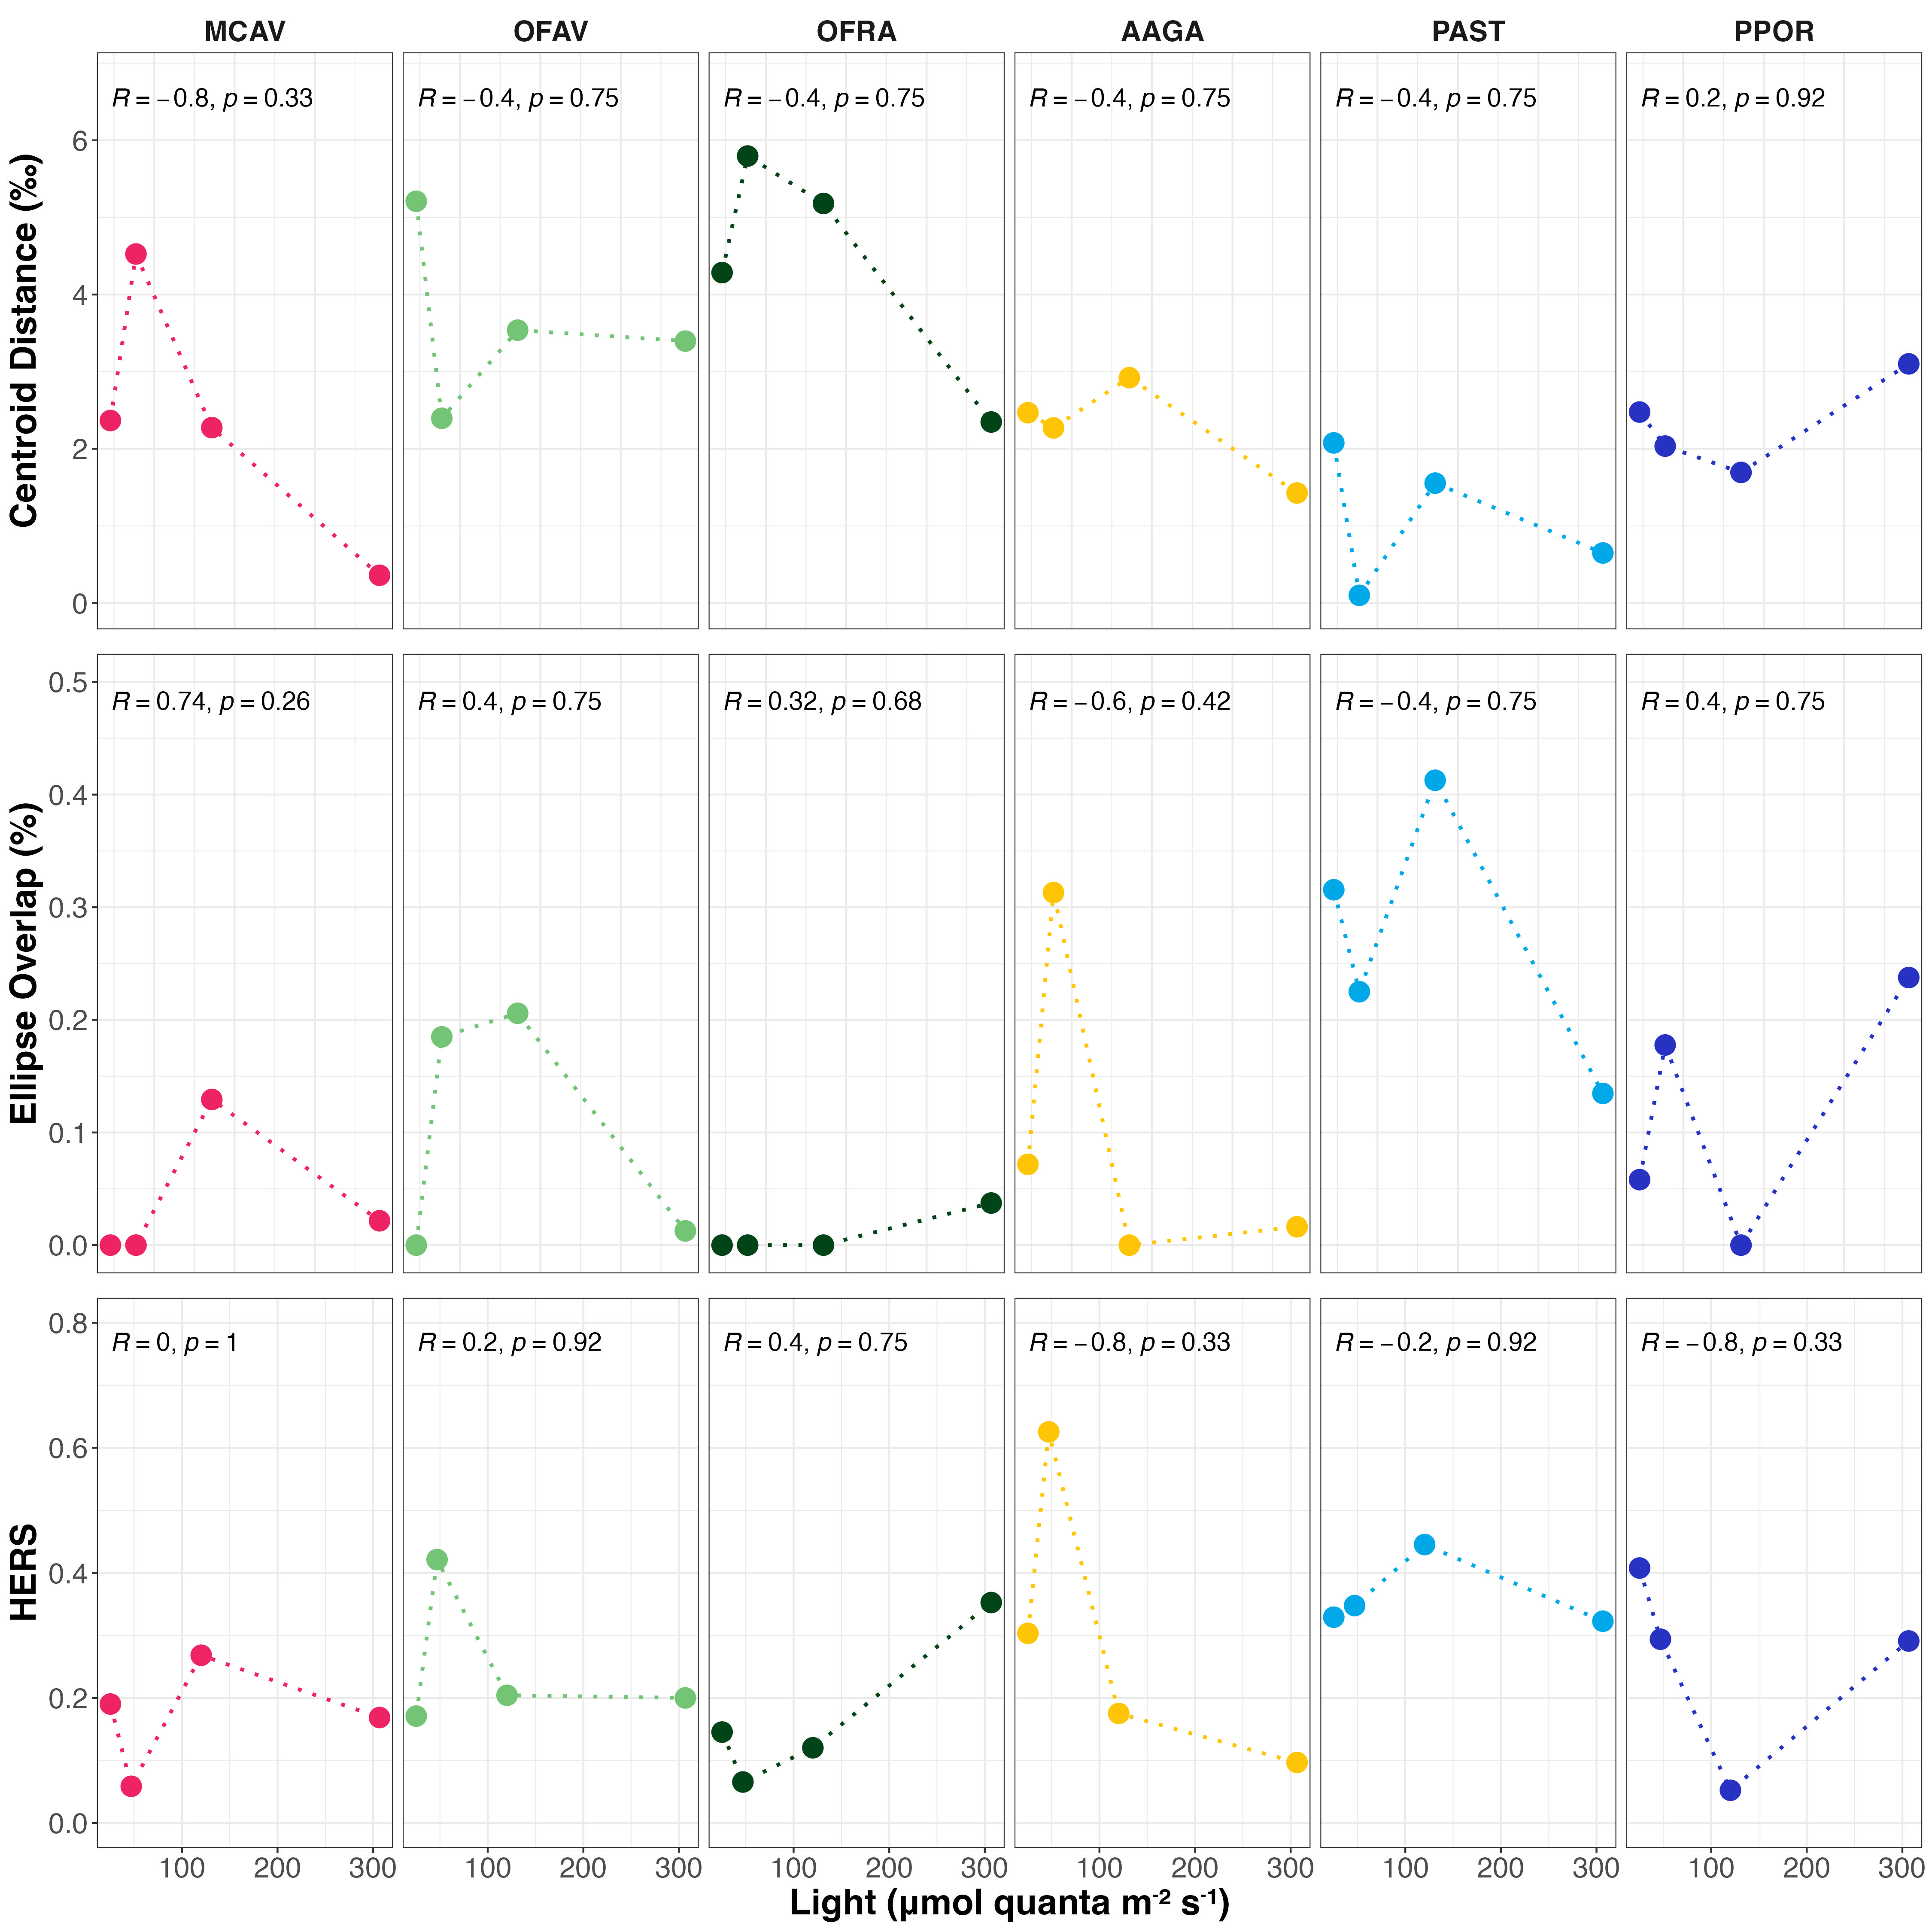 MCAV OFAV OFRA AAGA PAST PPOR
R = −0.8, p = 0.33 R = −0.4, p = 0.75 R = −0.4, p = 0.75 R = −0.4, p = 0.75 R = −0.4, p = 0.75 R = 0.2, p = 0.92
Centroid Distance (‰)
6
4
2
0
R = 0.74, p = 0.26 R = 0.4, p = 0.75 R = 0.32, p = 0.68 R = −0.6, p = 0.42 R = −0.4, p = 0.75 R = 0.4, p = 0.75
Ellipse Overlap (%)
0.5
0.4
0.3
0.2
0.1
0.0
R = 0, p = 1 R = 0.2, p = 0.92 R = 0.4, p = 0.75 R = −0.8, p = 0.33 R = −0.2, p = 0.92 R = −0.8, p = 0.33
HERS
0.8
0.6
0.4
0.2
0.0
100 200 300 100 200 300 100 200 300 100 200 300 100 200 300 100 200 300
Light (µmol quanta m⁻² s⁻¹)